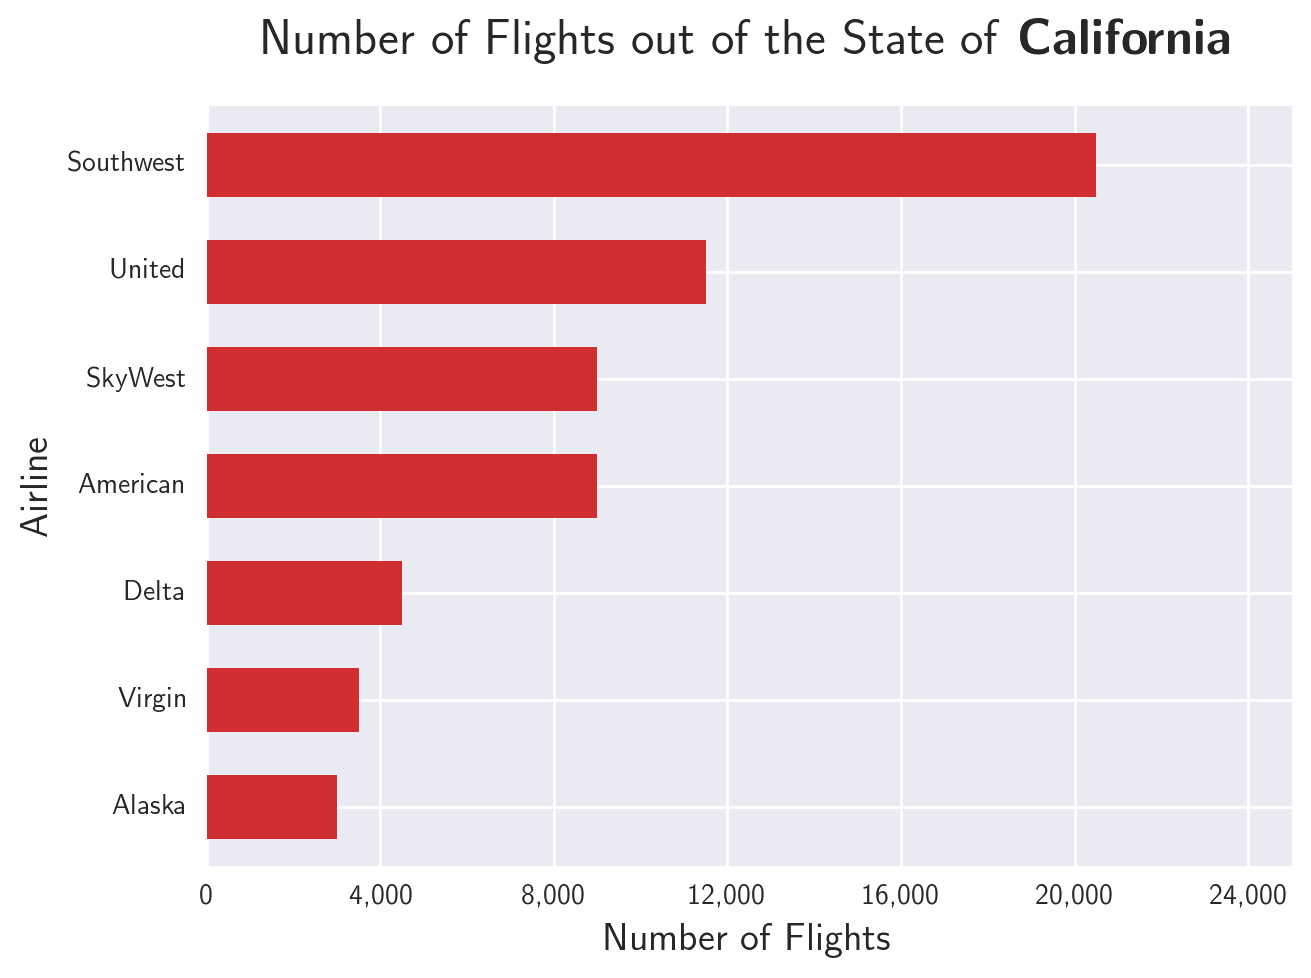 Number of Flights out of the State of California
Southwest
United
SkyWest
American
Delta
Virgin
Alaska
Airline
0 4,000 8,000 12,000 16,000 20,000 24,000
Number of Flights